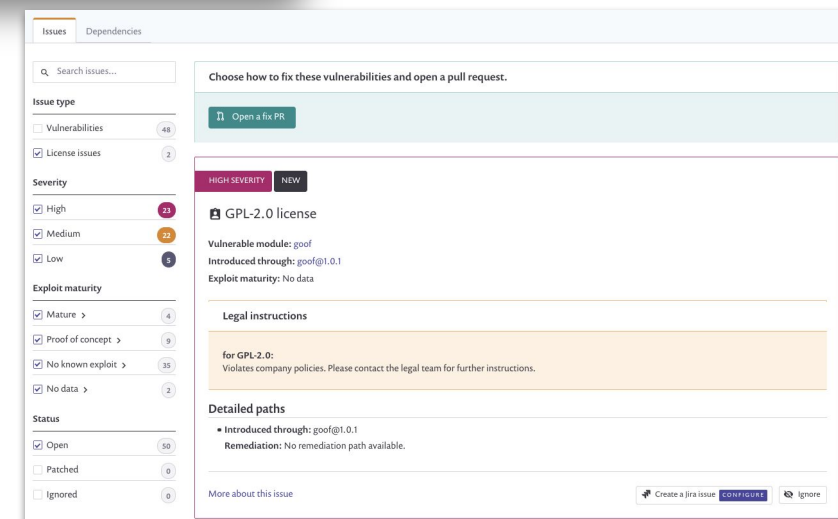 Issues
Dependencies
Search issues...
Issue type
Vulnerabilities 48
License issues 2
Severity
High 23
Medium 22
Low 5
Exploit maturity
Mature > 4
Proof of concept > 9
No known exploit > 35
No data > 2
Status
Open 50
Patched 0
Ignored 0
Choose how to fix these vulnerabilities and open a pull request.
Open a fix PR
HIGH SEVERITY NEW
GPL-2.0 license
Vulnerable module: goof
Introduced through: goof@1.0.1
Exploit maturity: No data
Legal instructions
for GPL-2.0:
Violates company policies. Please contact the legal team for further instructions.
Detailed paths
Introduced through: goof@1.0.1
Remediation: No remediation path available.
More about this issue
Create a Jira issue CONFIGURE
Ignore